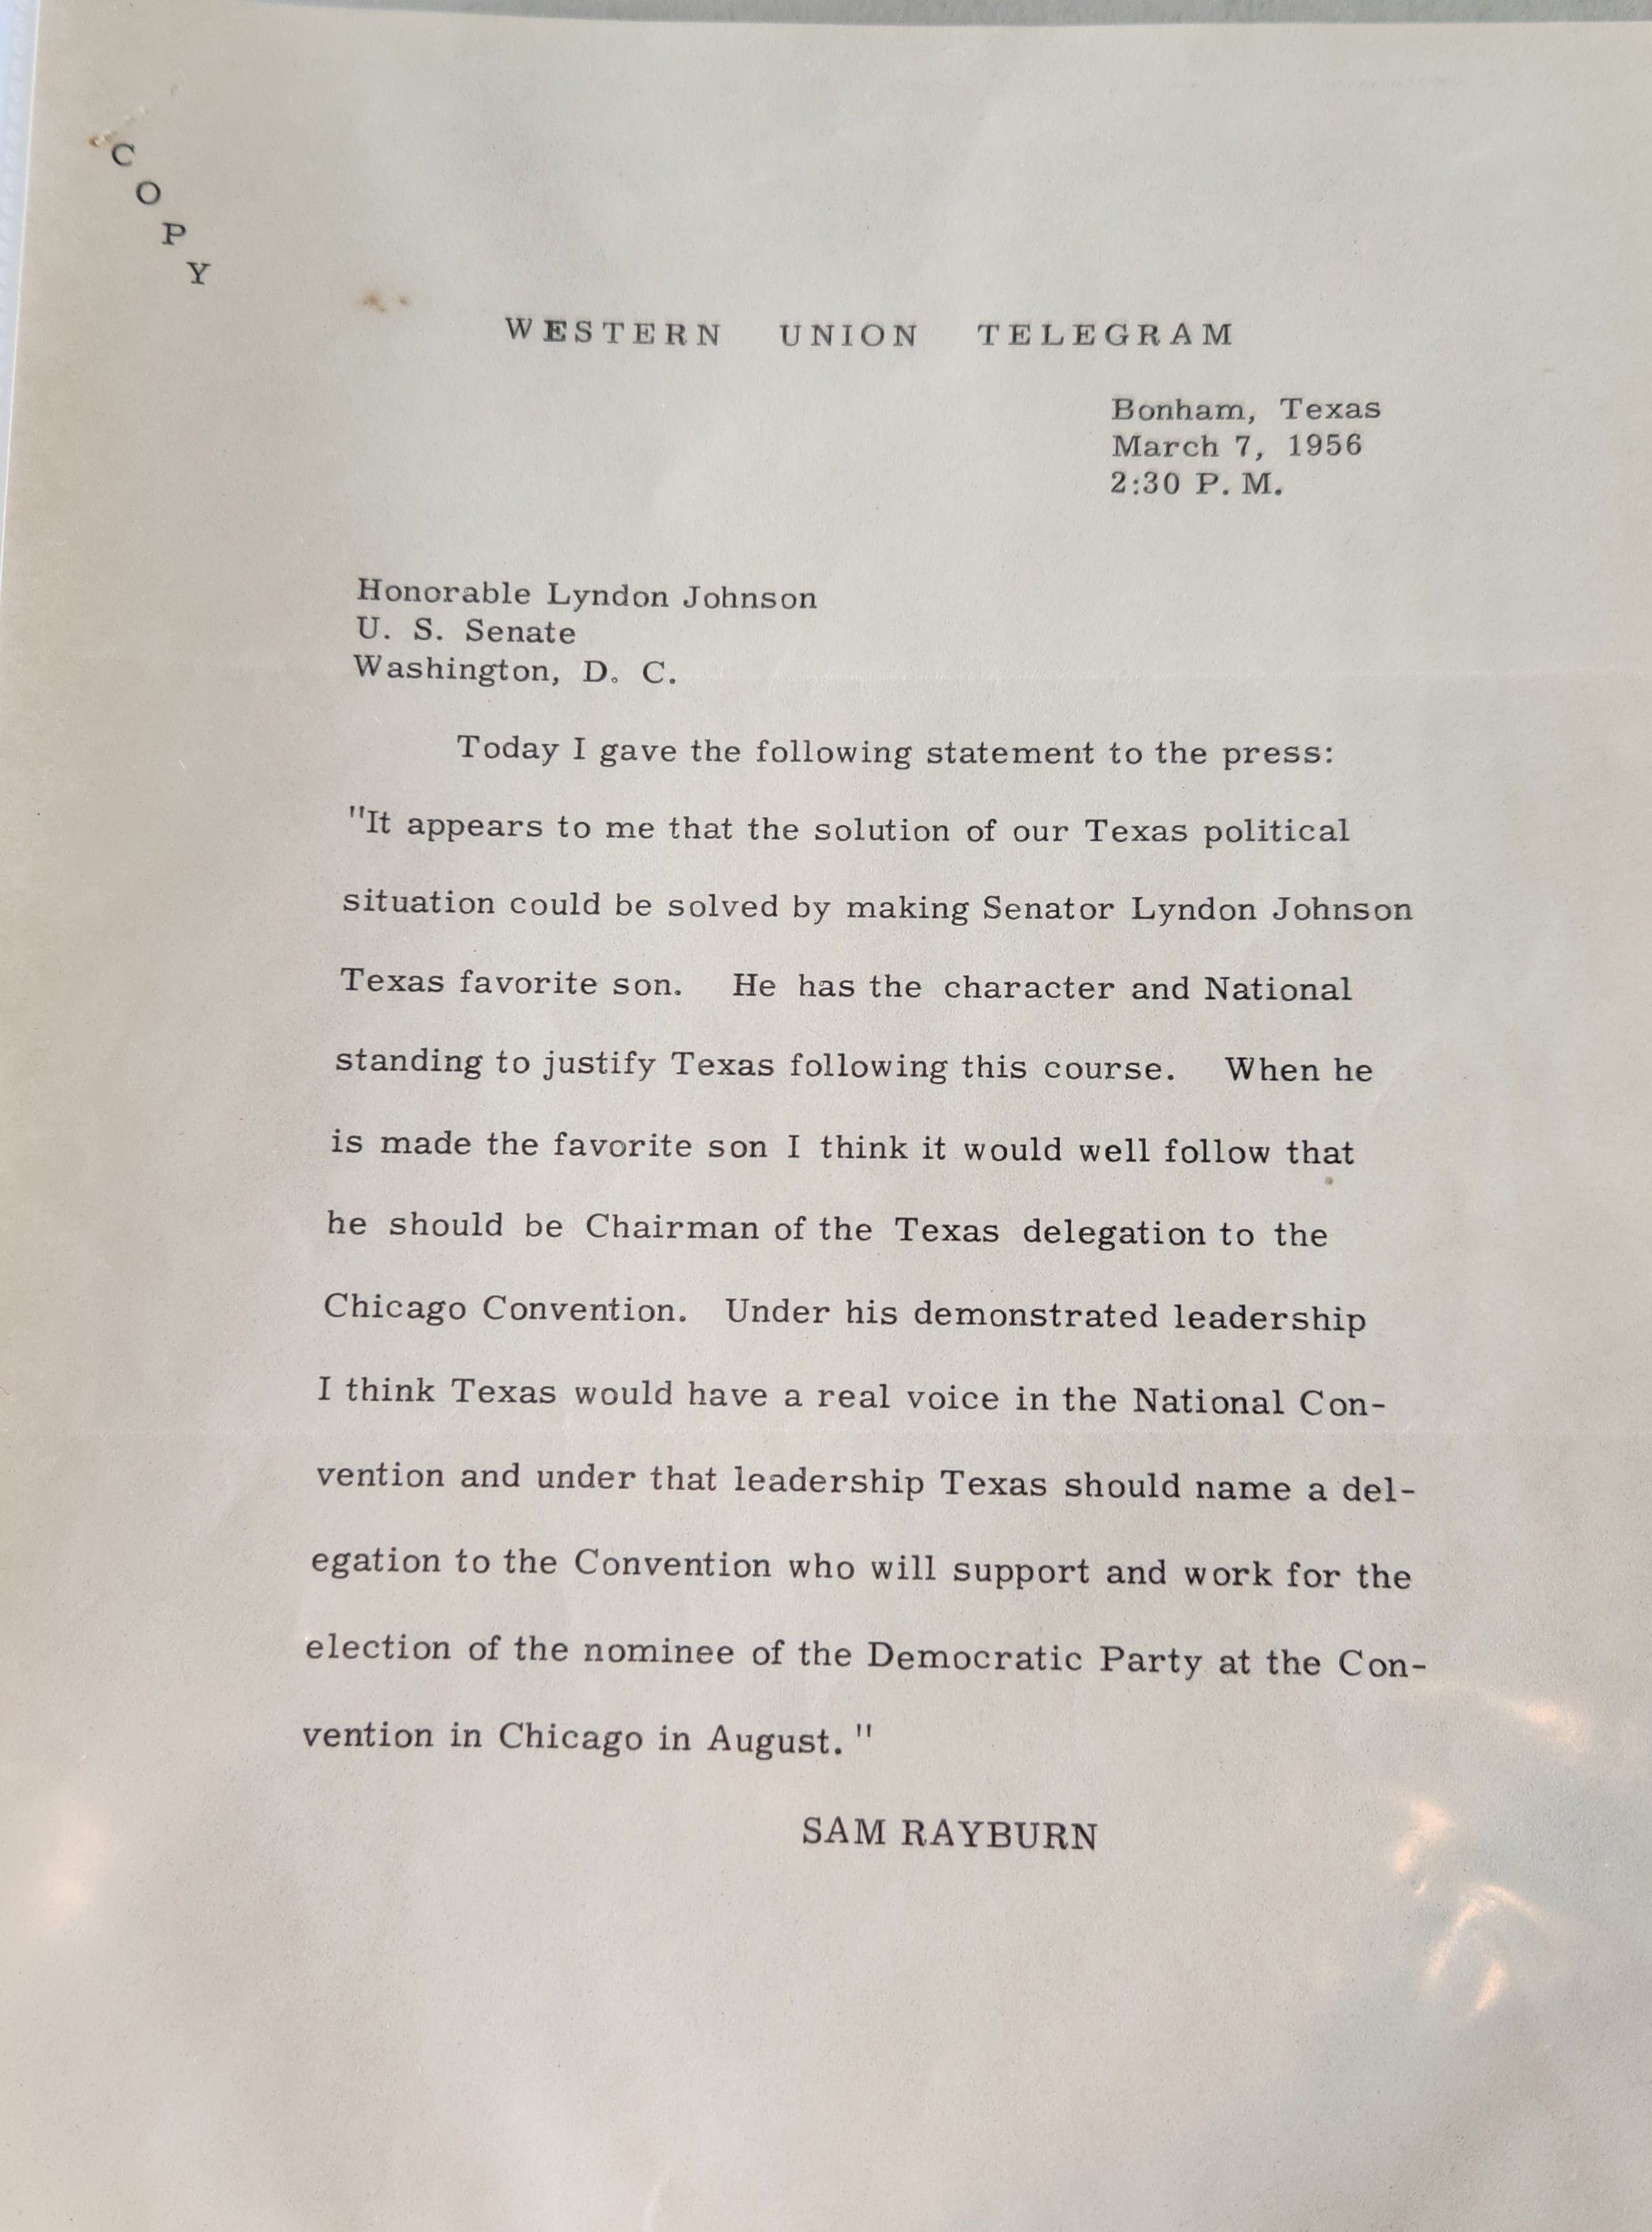 COPY
WESTERN UNION TELEGRAM
Bonham, Texas
March 7, 1956
2:30 P. M.
Honorable Lyndon Johnson
U. S. Senate
Washington, D. C.
Today I gave the following statement to the press:
"It appears to me that the solution of our Texas political
situation could be solved by making Senator Lyndon Johnson
Texas favorite son. He has the character and National
standing to justify Texas following this course. When he
is made the favorite son I think it would well follow that
he should be Chairman of the Texas delegation to the
Chicago Convention. Under his demonstrated leadership
I think Texas would have a real voice in the National Con-
vention and under that leadership Texas should name a del-
egation to the Convention who will support and work for the
election of the nominee of the Democratic Party at the Con-
vention in Chicago in August. "
SAM RAYBURN